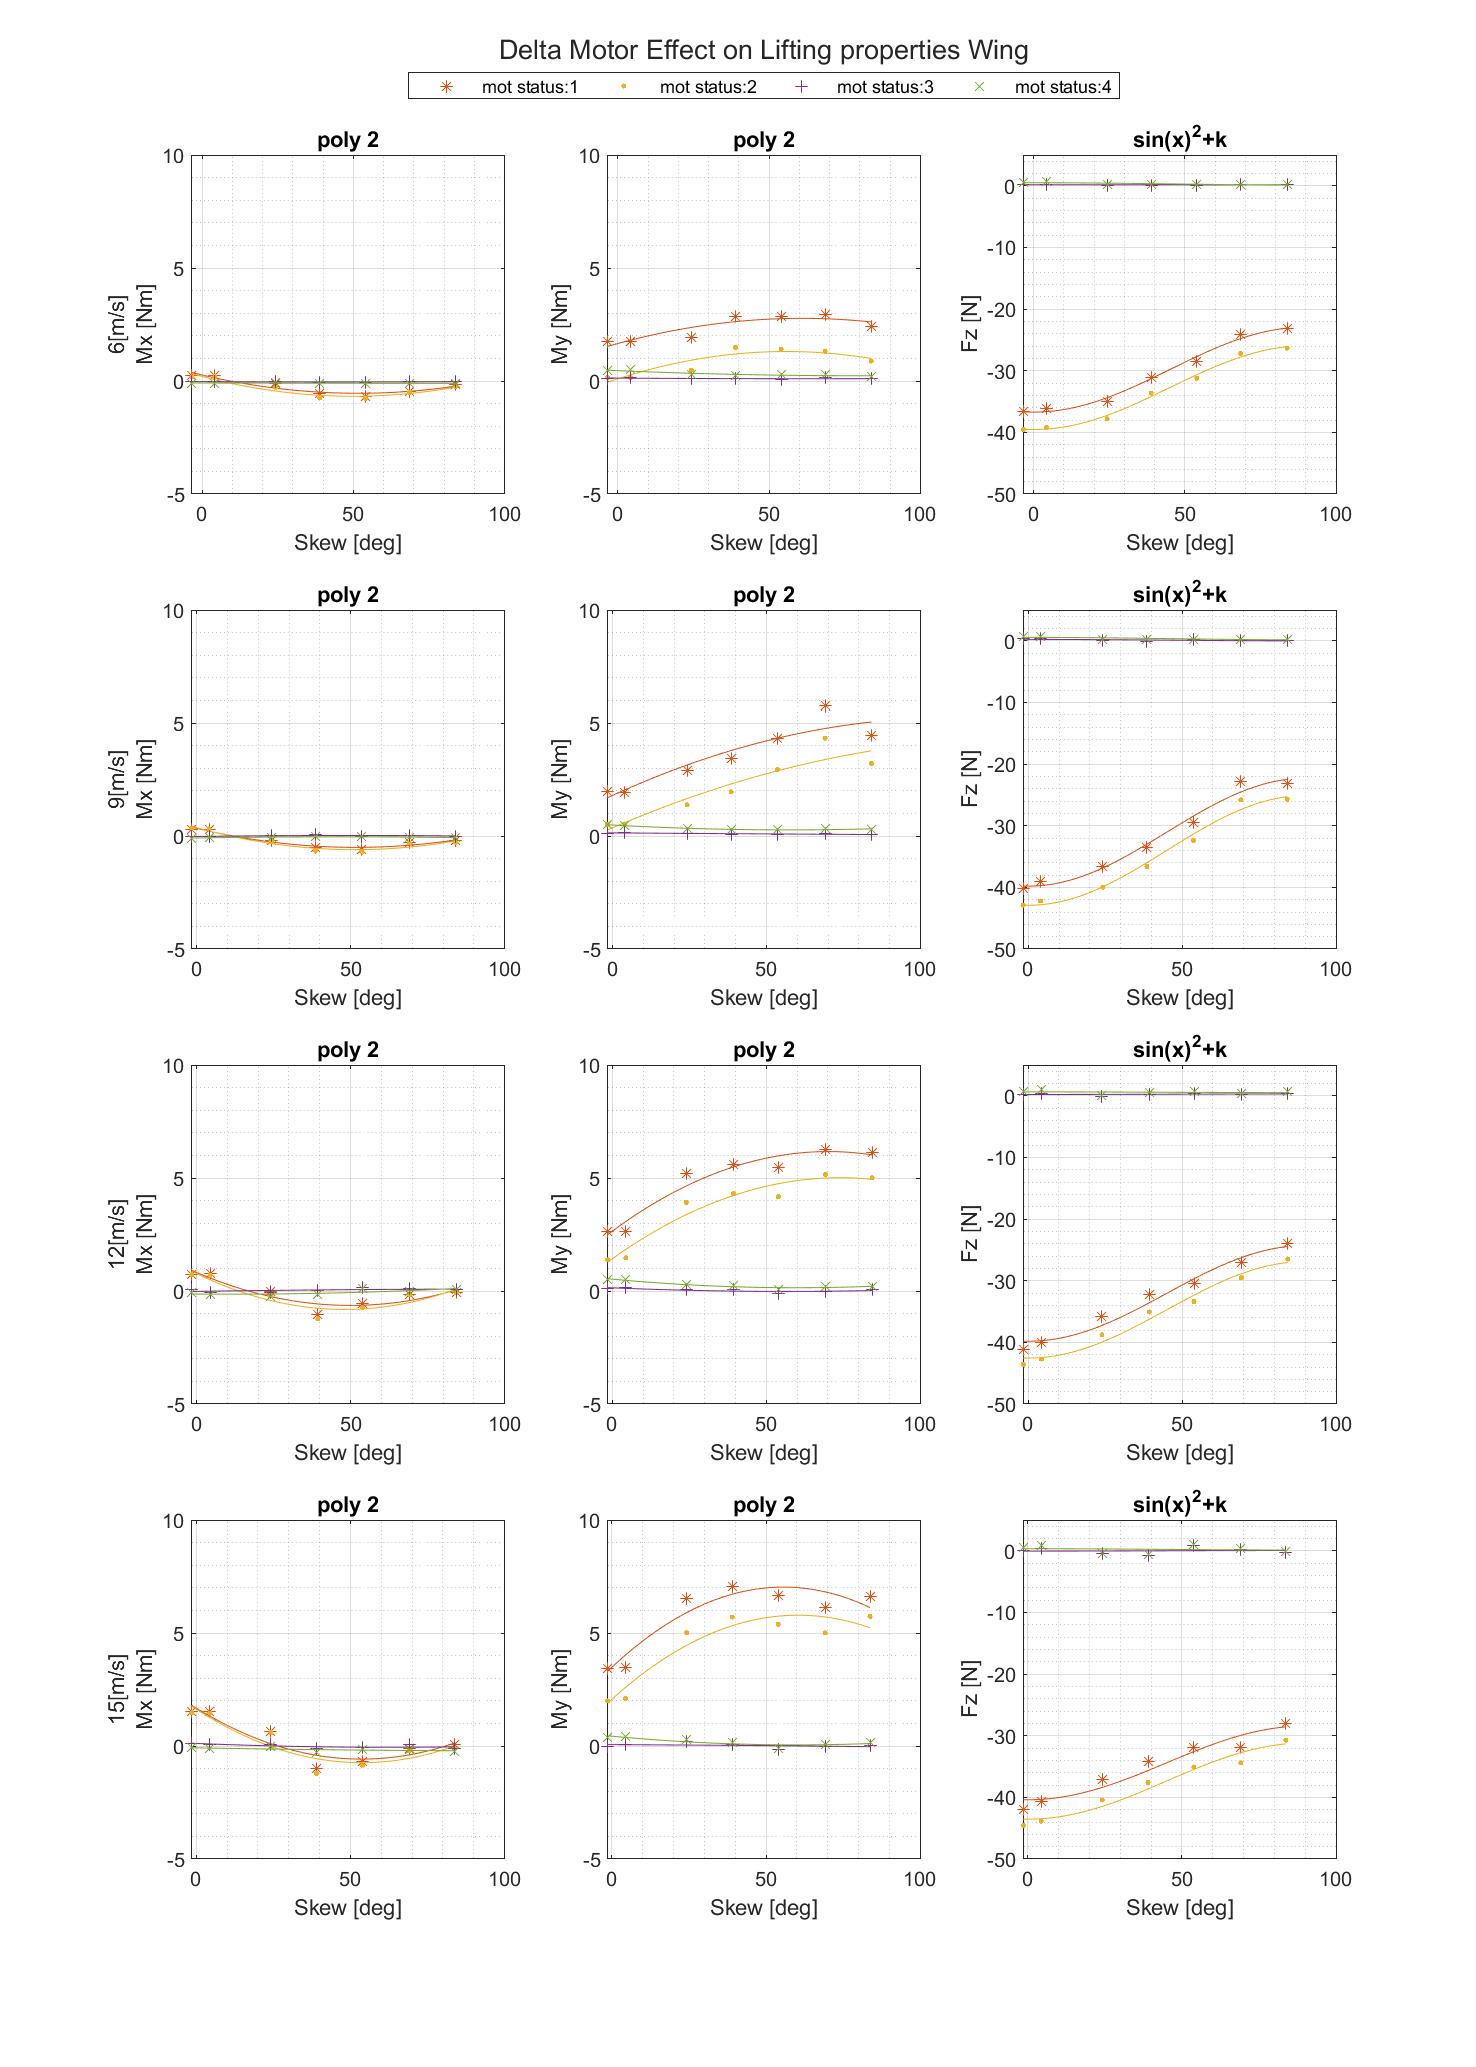 Delta Motor Effect on Lifting properties Wing
mot status:1 mot status:2 mot status:3 mot status:4
poly 2 poly 2 sin(x)^2+k
10 5 0 -5
6[m/s]
Mx [Nm]
0 50 100
Skew [deg]
10 5 0
My [Nm]
-5
0 50 100
Skew [deg]
0 -10 -20 -30 -40 -50
Fz [N]
0 50 100
Skew [deg]
poly 2 poly 2 sin(x)^2+k
10 5 0 -5
9[m/s]
Mx [Nm]
0 50 100
Skew [deg]
10 5 0 -5
My [Nm]
0 50 100
Skew [deg]
0 -10 -20 -30 -40 -50
Fz [N]
0 50 100
Skew [deg]
poly 2 poly 2 sin(x)^2+k
10 5 0 -5
12[m/s]
Mx [Nm]
0 50 100
Skew [deg]
10 5 0 -5
My [Nm]
0 50 100
Skew [deg]
0 -10 -20 -30 -40 -50
Fz [N]
0 50 100
Skew [deg]
poly 2 poly 2 sin(x)^2+k
10 5 0 -5
15[m/s]
Mx [Nm]
0 50 100
Skew [deg]
10 5 0 -5
My [Nm]
0 50 100
Skew [deg]
0 -10 -20 -30 -40 -50
Fz [N]
0 50 100
Skew [deg]